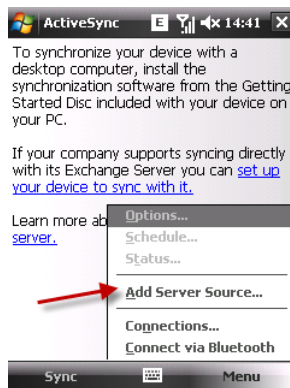 ActiveSync E 14:41
To synchronize your device with a
desktop computer, install the
synchronization software from the Getting
Started Disc included with your device on
your PC.
If your company supports syncing directly
with its Exchange Server you can set up
your device to sync with it.
Learn more ab
server.
Options...
Schedule...
Status...
Add Server Source...
Connections...
Connect via Bluetooth
Sync Menu